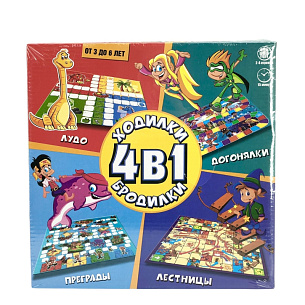 ОТ 3 ДО 6 ЛЕТ
ЛУДО
ХОДИЛКИ
4В1
БРОДИЛКИ
ДОГОНЯЛКИ
ПРЕГРАДЫ
ЛЕСТНИЦЫ